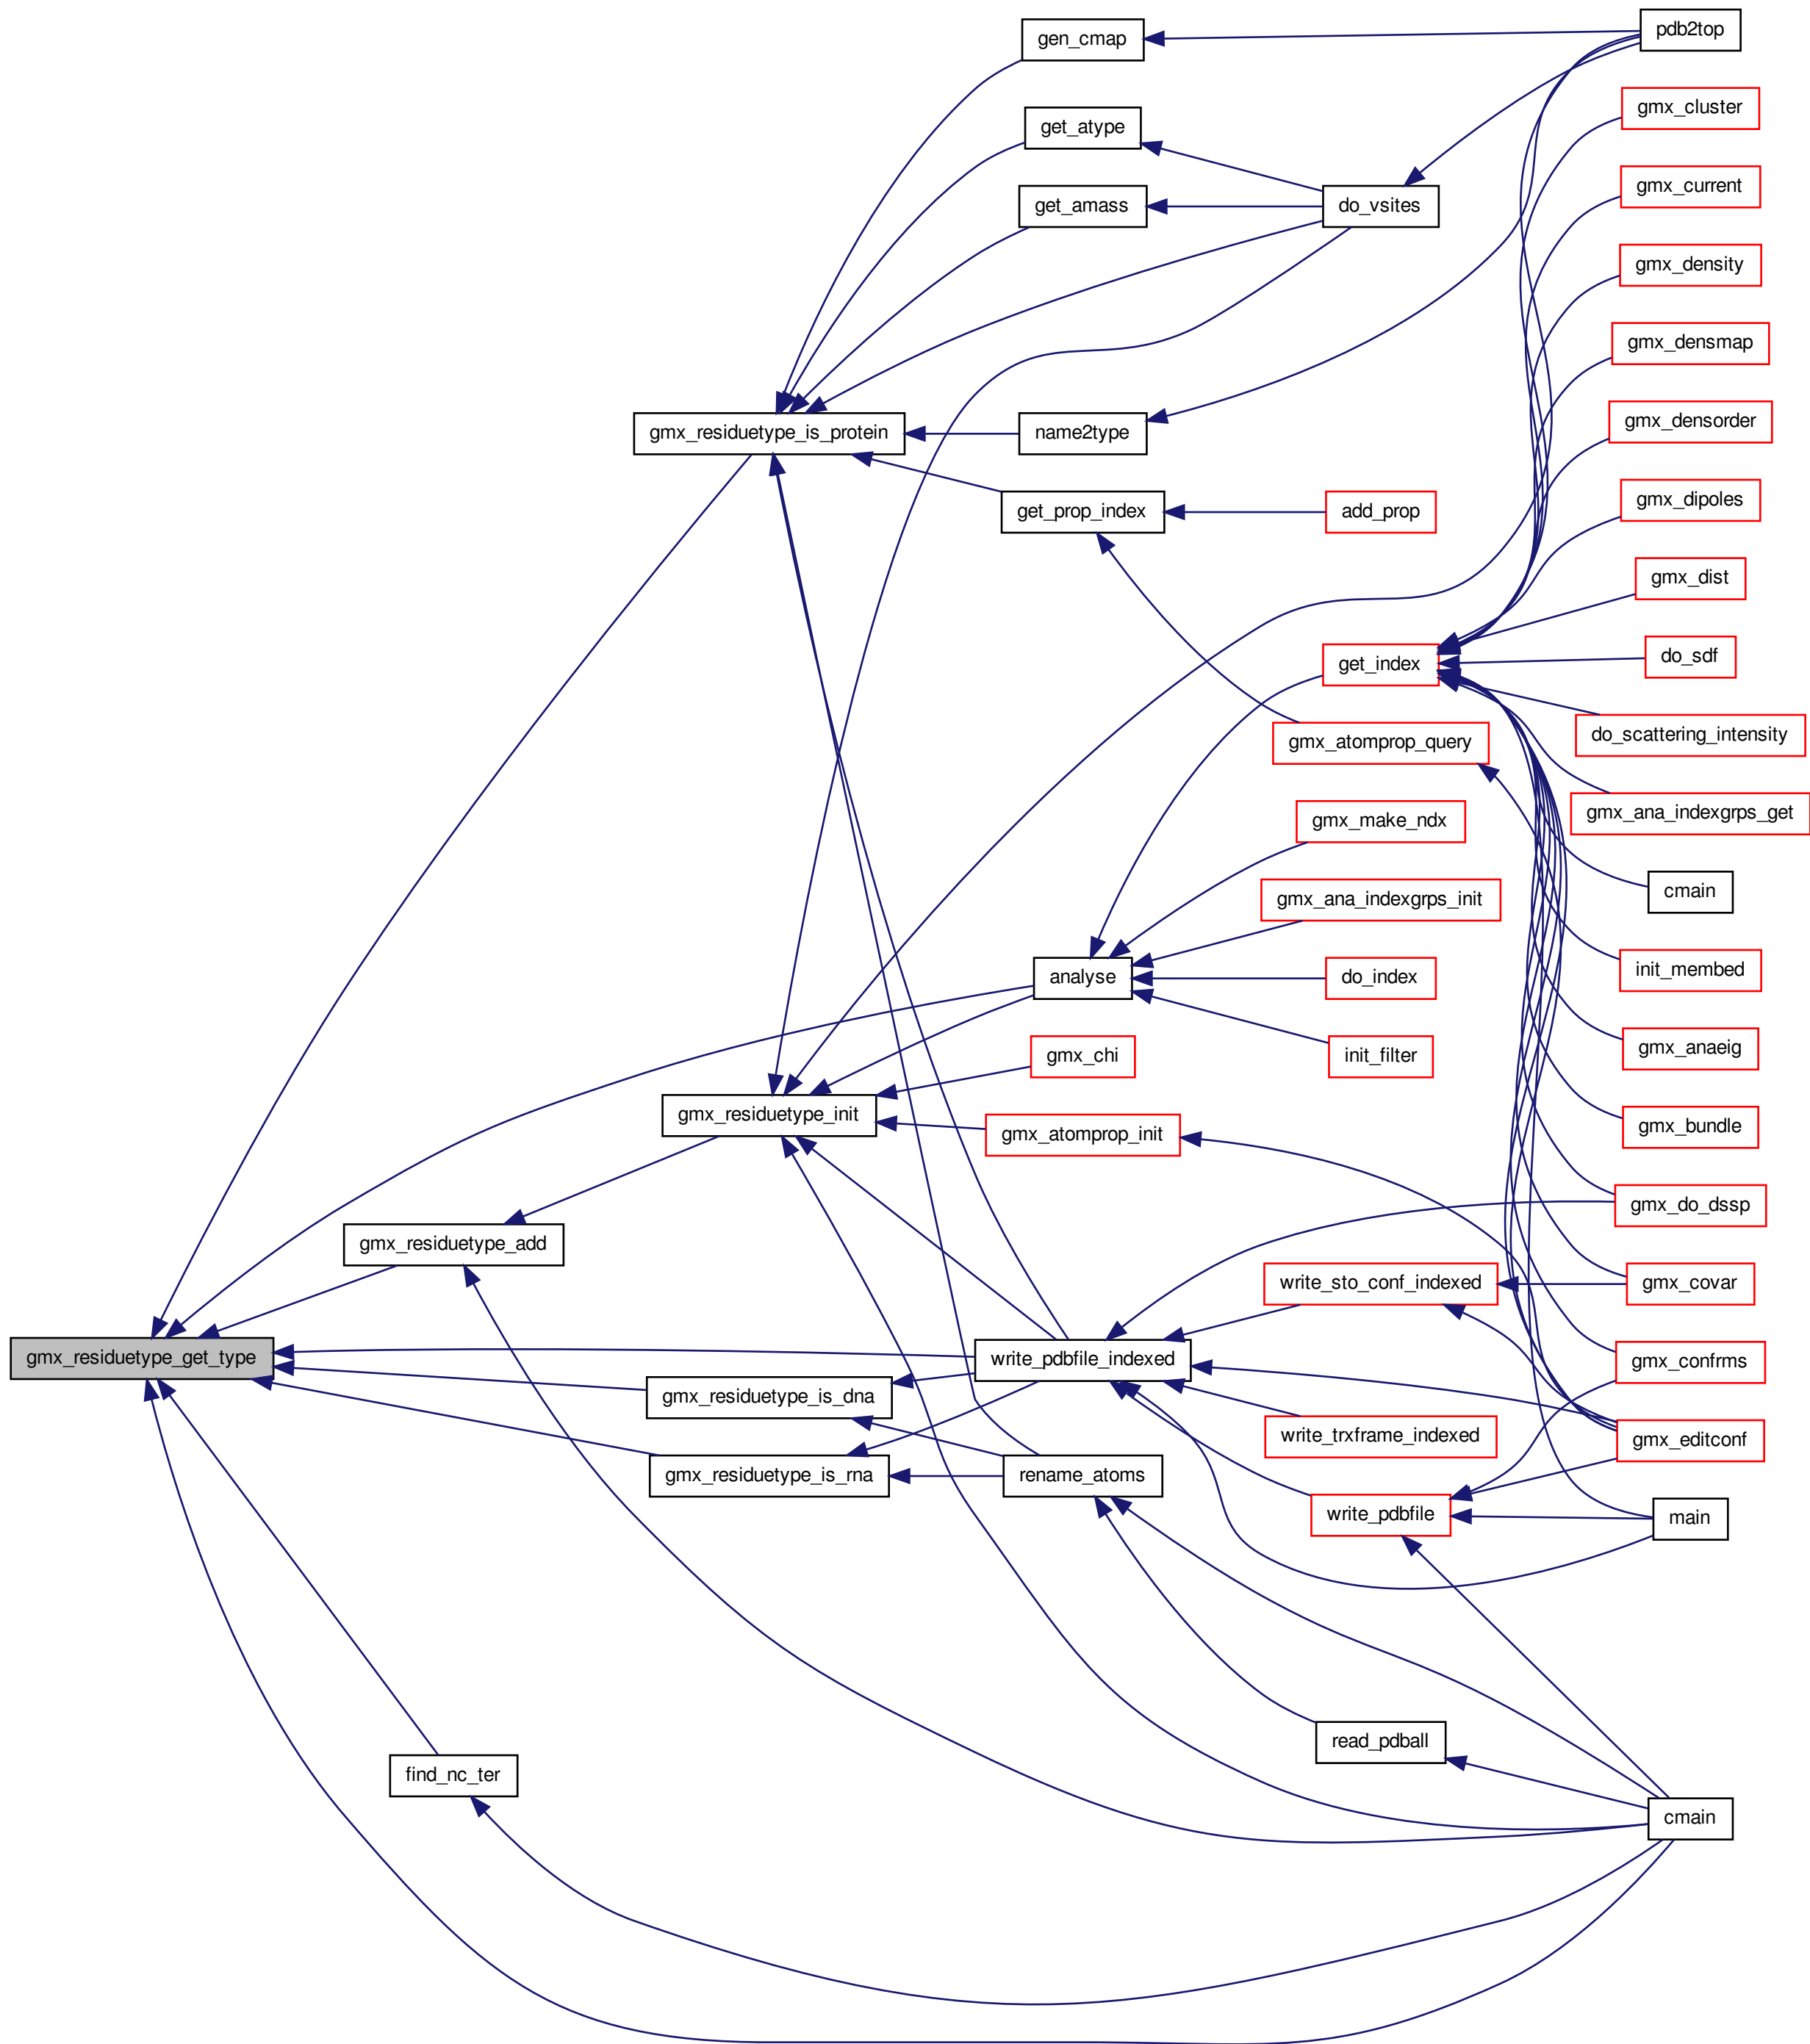 gmx_residuetype_get_type
gmx_residuetype_add
find_nc_ter
gmx_residuetype_is_protein
gmx_residuetype_init
gmx_residuetype_is_dna
gmx_residuetype_is_rna
gen_cmap
get_atype
get_amass
name2type
get_prop_index
analyse
gmx_chi
gmx_atomprop_init
write_pdbfile_indexed
rename_atoms
do_vsites
add_prop
get_index
gmx_atomprop_query
gmx_make_ndx
gmx_ana_indexgrps_init
do_index
init_filter
write_sto_conf_indexed
write_trxframe_indexed
write_pdbfile
read_pdball
pdb2top
gmx_cluster
gmx_current
gmx_density
gmx_densmap
gmx_densorder
gmx_dipoles
gmx_dist
do_sdf
do_scattering_intensity
gmx_ana_indexgrps_get
cmain
init_membed
gmx_anaeig
gmx_bundle
gmx_do_dssp
gmx_covar
gmx_confrms
gmx_editconf
main
cmain